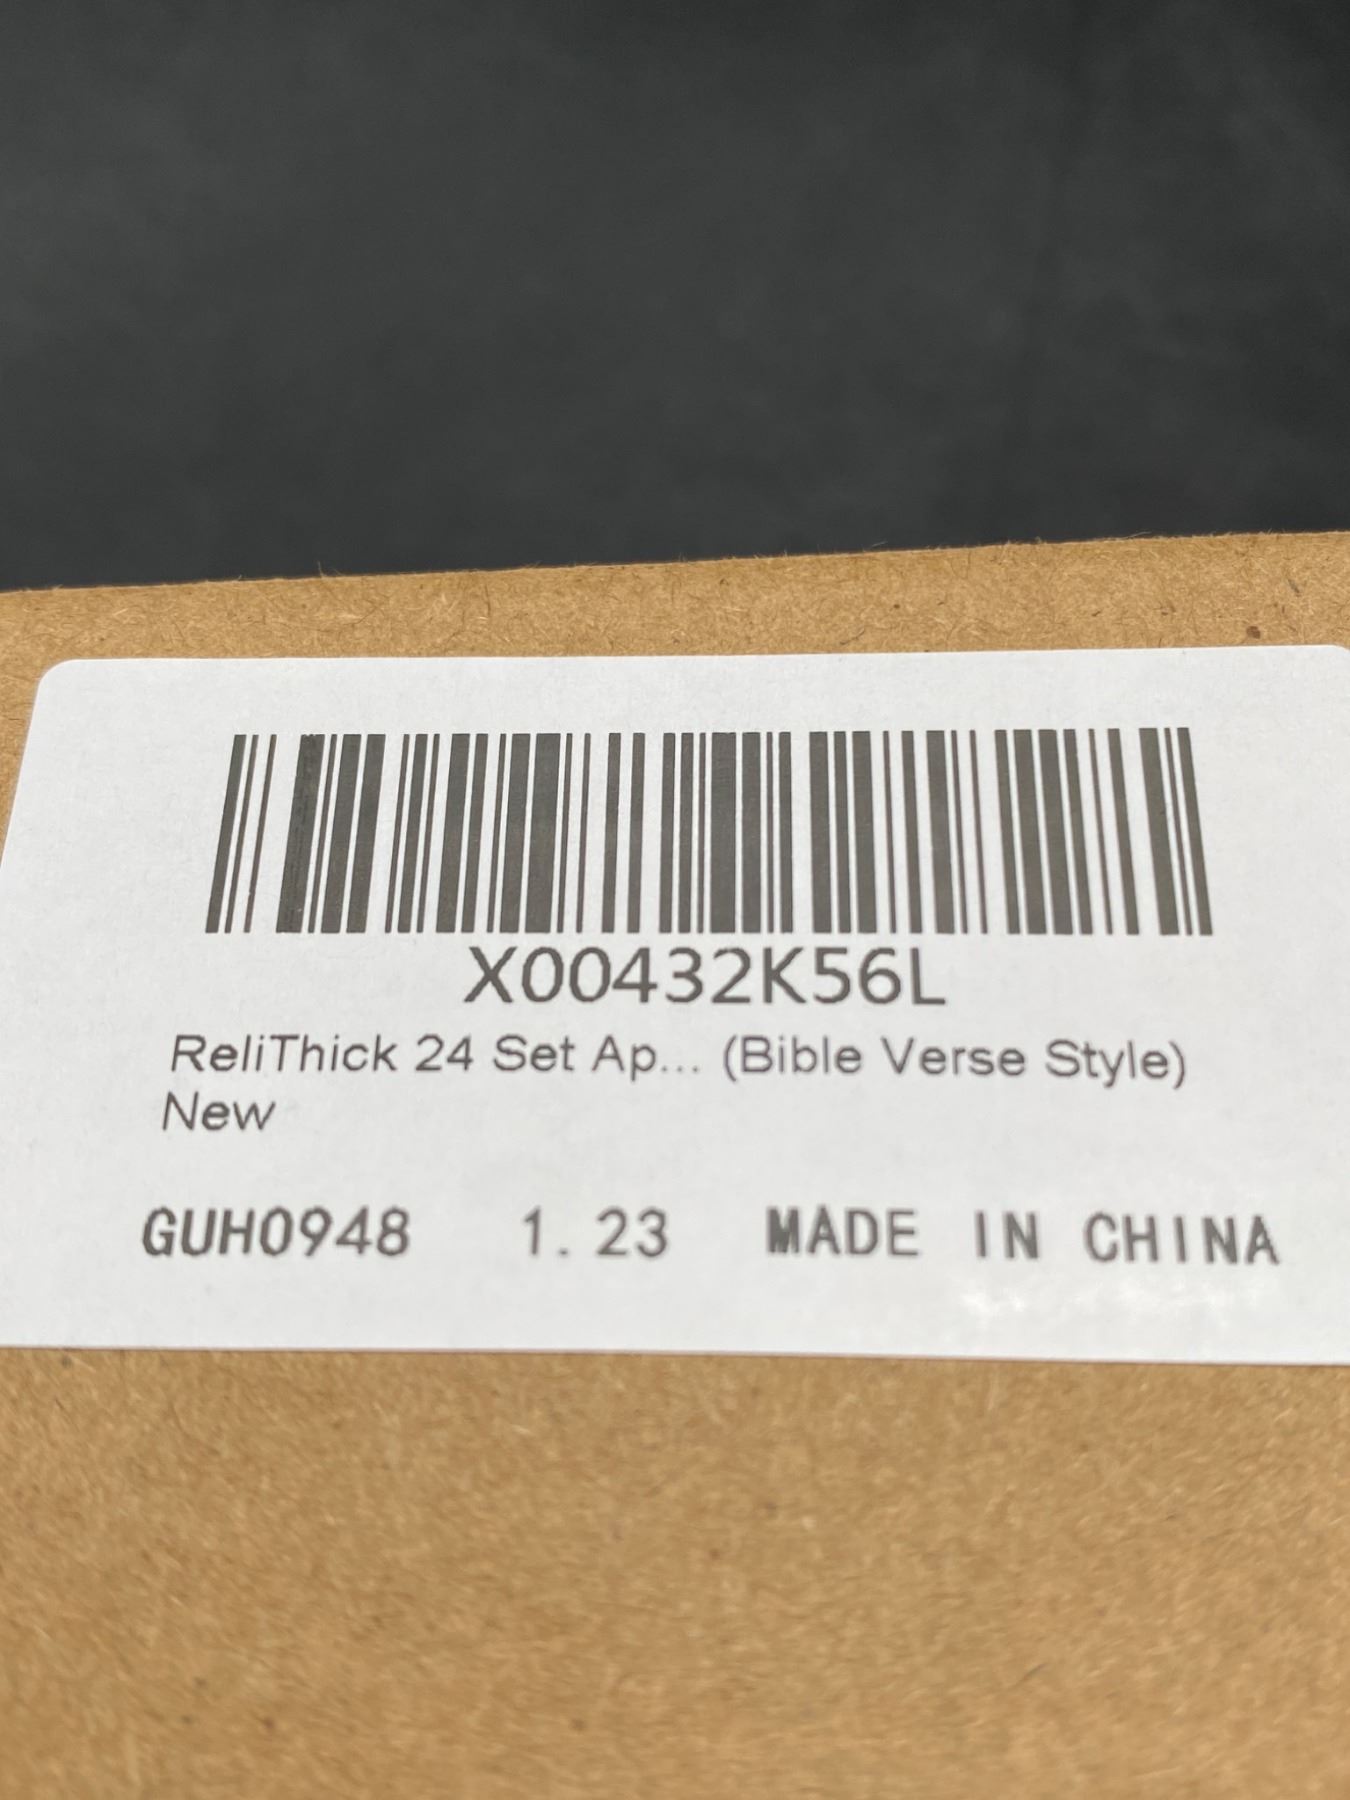 X00432K56L
ReliThick 24 Set Ap... (Bible Verse Style)
New
GUH0948 1.23 MADE IN CHINA